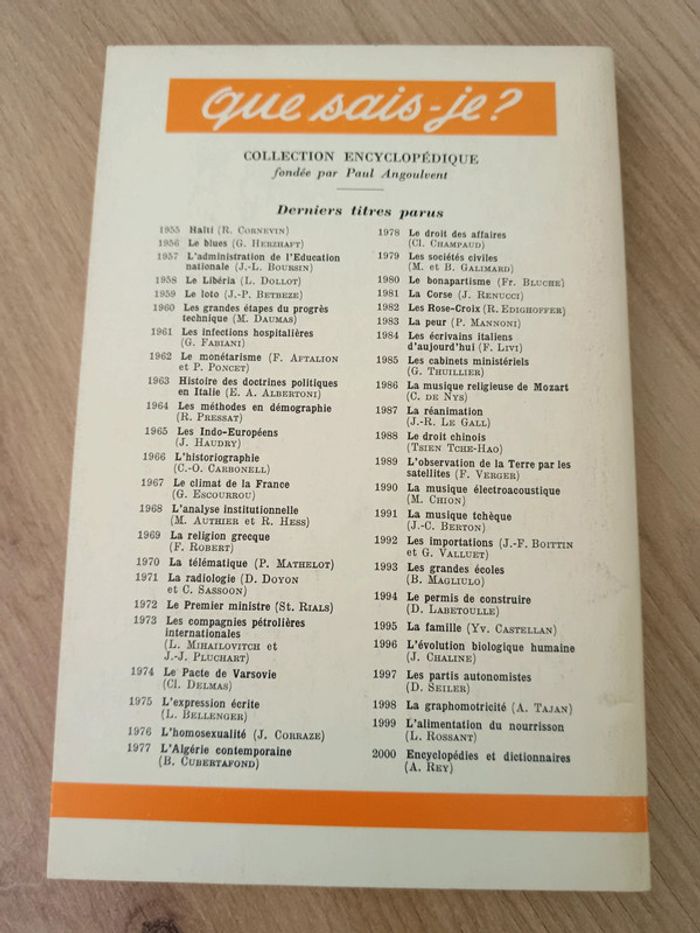 que sais-je?
COLLECTION ENCYCLOPÉDIQUE
fondée par Paul Angoulvent
Derniers titres parus
1955 Haïti (R. CORNEVIN)
1956 Le blues (G. HERZHAFT)
1957 L'administration de l'Education
nationale (J.-L. BOURSIN)
1958 Le Libéria (L. DOLLOT)
1959 Le loto (J.-P. BETBEZE)
1960 Les grandes étapes du progrès
technique (M. DAUMAS)
1961 Les infections hospitalières
(G. FABIANI)
1962 Le monétarisme (F. AFTALION
et P. PONCET)
1963 Histoire des doctrines politiques
en Italie (E. A. ALBERTONI)
1964 Les méthodes en démographie
(R. PRESSAT)
1965 Les Indo-Européens
(J. HAUDRY)
1966 L'historiographie
(C.-O. CARBONELL)
1967 Le climat de la France
(G. ESCOURROU)
1968 L'analyse institutionnelle
(M. AUTHIER et R. HESS)
1969 La religion grecque
(F. ROBERT)
1970 La télématique (P. MATHELOT)
1971 La radiologie (D. DOYON
et C. SASSOON)
1972 Le Premier ministre (St. RIALS)
1973 Les compagnies pétrolières
internationales
(L. MIHAILOVITCH et
J.-J. PLUCHART)
1974 Le Pacte de Varsovie
(Cl. DELMAS)
1975 L'expression écrite
(L. BELLENGER)
1976 L'homosexualité (J. CORRAZE)
1977 L'Algérie contemporaine
(B. CUBERTAFOND)
1978 Le droit des affaires
(Cl. CHAMPAUD)
1979 Les sociétés civiles
(M. et B. GALIMARD)
1980 Le bonapartisme (Fr. BLUCHE)
1981 La Corse (J. RENUCCI)
1982 Les Rose-Croix (R. EDIGHOFFER)
1983 La peur (P. MANNONI)
1984 Les écrivains italiens
d'aujourd'hui (F. LIVI)
1985 Les cabinets ministériels
(G. THUILLIER)
1986 La musique religieuse de Mozart
(C. DE NYS)
1987 La réanimation
(J.-R. LE GALL)
1988 Le droit chinois
(TSIEN TCHE-HAO)
1989 L'observation de la Terre par les
satellites (F. VERGER)
1990 La musique électroacoustique
(M. CHION)
1991 La musique tchèque
(J.-C. BERTON)
1992 Les importations (J.-F. BOITTIN
et G. VALLUET)
1993 Les grandes écoles
(B. MAGLIULO)
1994 Le permis de construire
(D. LABETOULLE)
1995 La famille (Yv. CASTELLAN)
1996 L'évolution biologique humaine
(J. CHALINE)
1997 Les partis autonomistes
(D. SEILER)
1998 La graphomotricité (A. TAJAN)
1999 L'alimentation du nourrisson
(L. ROSSANT)
2000 Encyclopédies et dictionnaires
(A. REY)